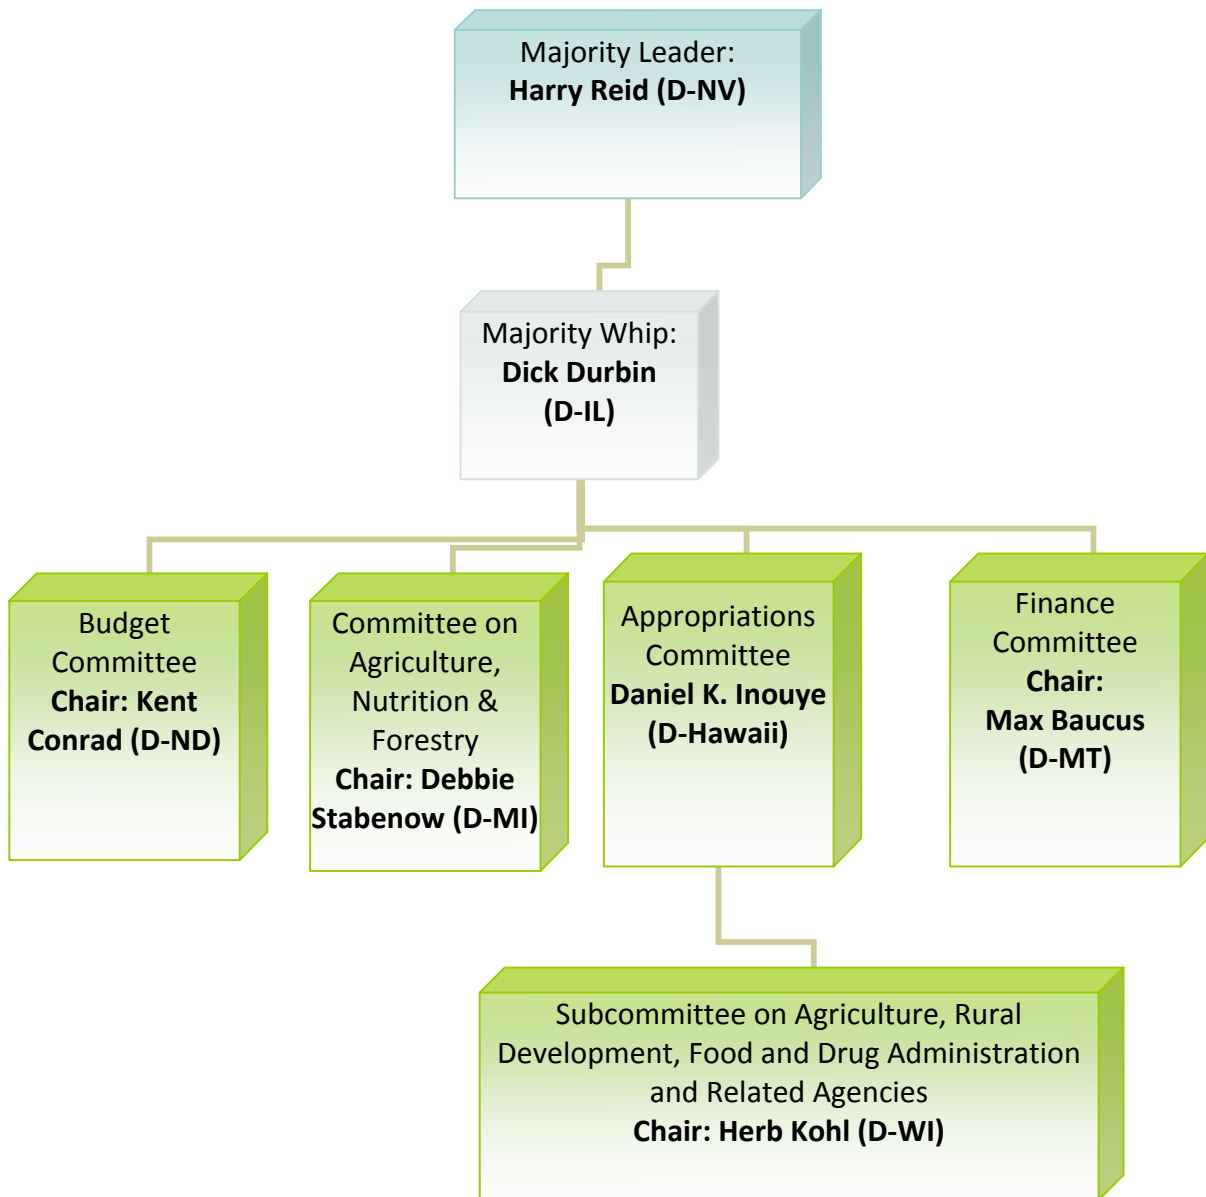 Majority Leader:
Harry Reid (D-NV)
Majority Whip:
Dick Durbin
(D-IL)
Budget
Committee
Chair: Kent
Conrad (D-ND)
Committee on
Agriculture,
Nutrition &
Forestry
Chair: Debbie
Stabenow (D-MI)
Appropriations
Committee
Daniel K. Inouye
(D-Hawaii)
Finance
Committee
Chair:
Max Baucus
(D-MT)
Subcommittee on Agriculture, Rural
Development, Food and Drug Administration
and Related Agencies
Chair: Herb Kohl (D-WI)